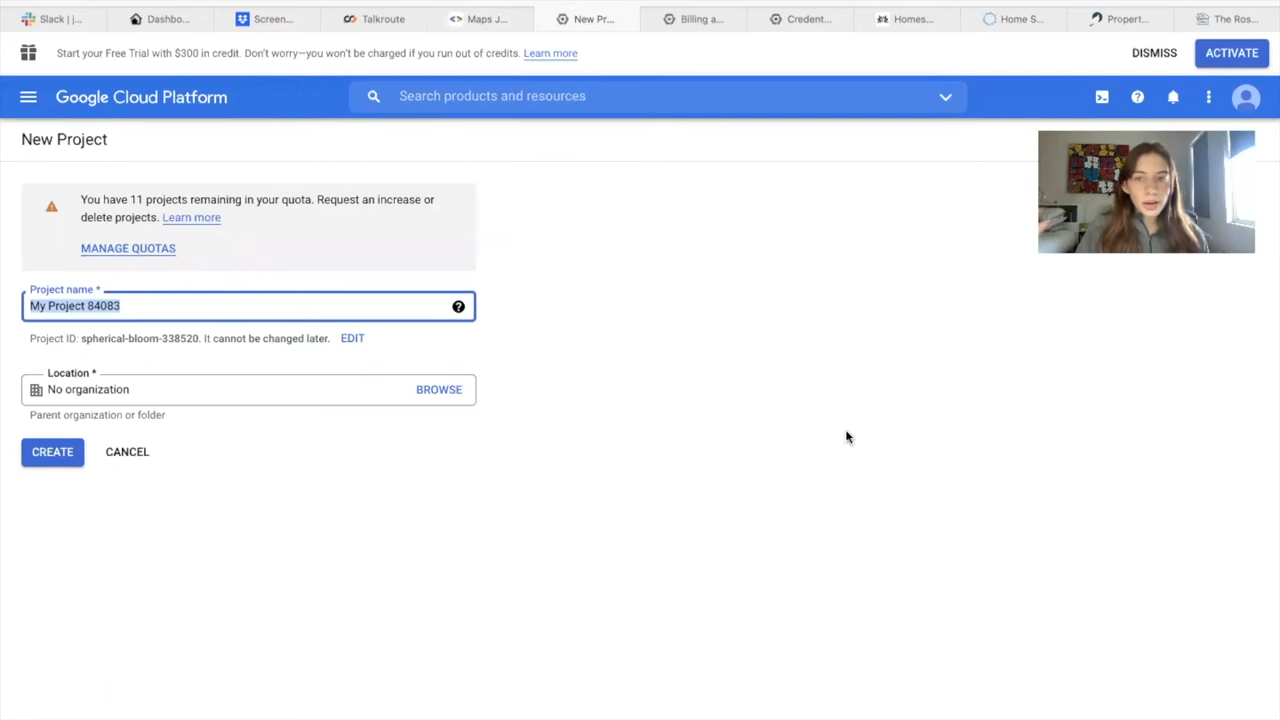 Slack | j...
Dashbo...
Screen...
Talkroute
Maps J...
New Pr...
Billing a...
Credent...
Homes...
Home S...
Propert...
The Ros...
Start your Free Trial with $300 in credit. Don't worry—you won't be charged if you run out of credits. Learn more
DISMISS
ACTIVATE
Google Cloud Platform
Search products and resources
New Project
You have 11 projects remaining in your quota. Request an increase or
delete projects. Learn more
MANAGE QUOTAS
Project name *
My Project 84083
Project ID: spherical-bloom-338520. It cannot be changed later. EDIT
Location *
No organization
BROWSE
Parent organization or folder
CREATE
CANCEL